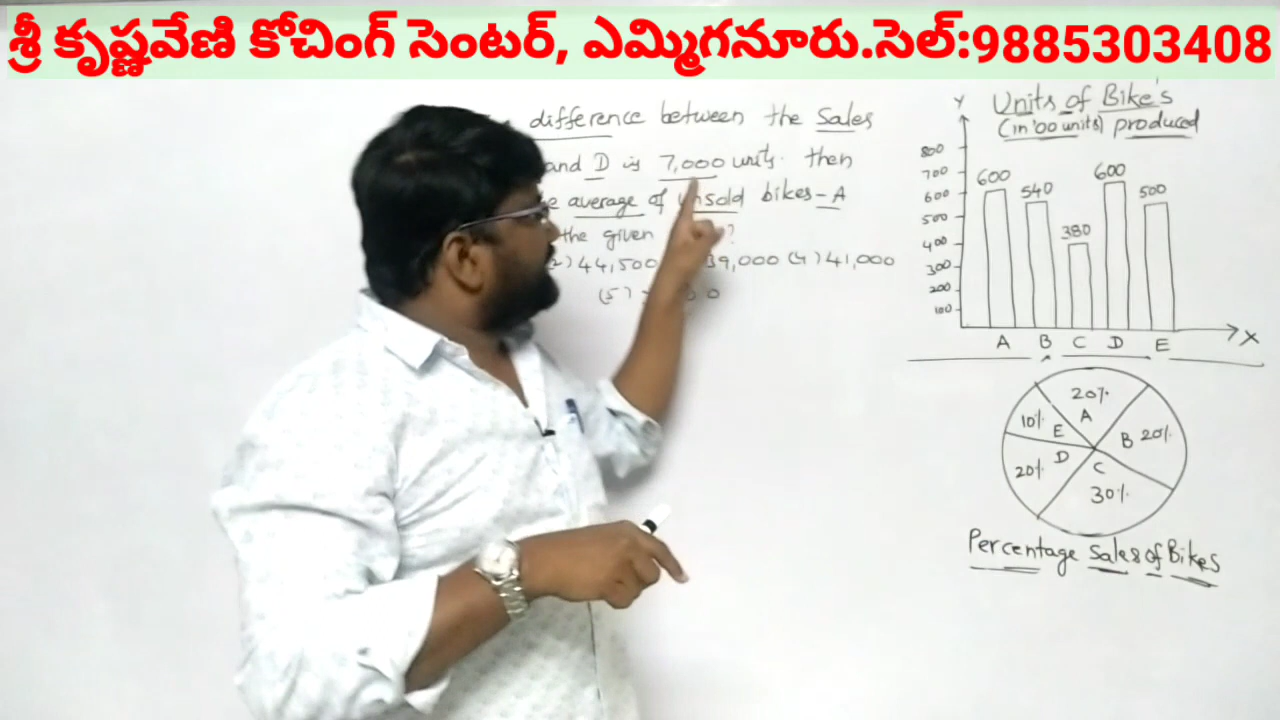 శ్రీ కృష్ణవేణి కోచింగ్ సెంటర్, ఎమ్మిగనూరు.సెల్:9885303408
difference between the Sales
and D is 7,000 units. then
average of unsold bikes-A
the given ?
(2) 44,500 39,000 (4) 41,000
(5)
Units of Bike's
(in '00 units) produced
Y
800
700
600
500
400
300
200
100
600
540
380
600
500
A B C D E
X
20%
A
B 20%
C
30%
D
20%
10%
E
Percentage Sales of Bikes